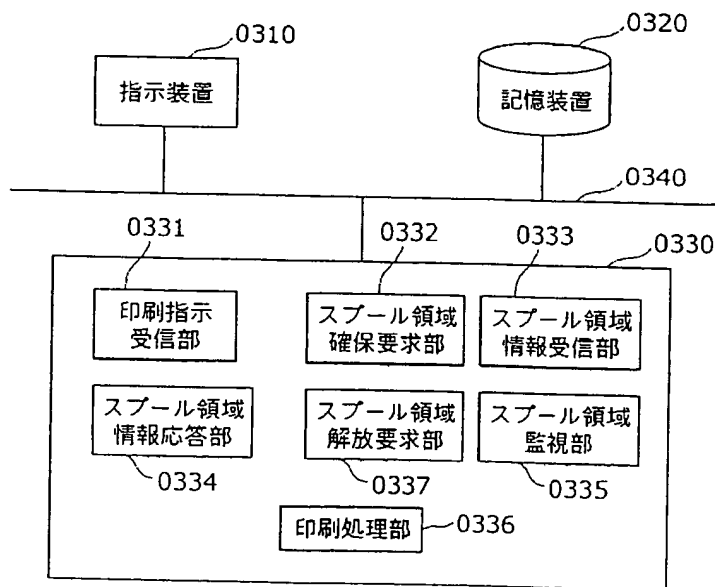 0310
0320
指示装置
記憶装置
0340
0331
0332
0333
0330
印刷指示
受信部
スプール領域
確保要求部
スプール領域
情報受信部
スプール領域
情報応答部
スプール領域
解放要求部
スプール領域
監視部
0334
0337
0335
印刷処理部
0336